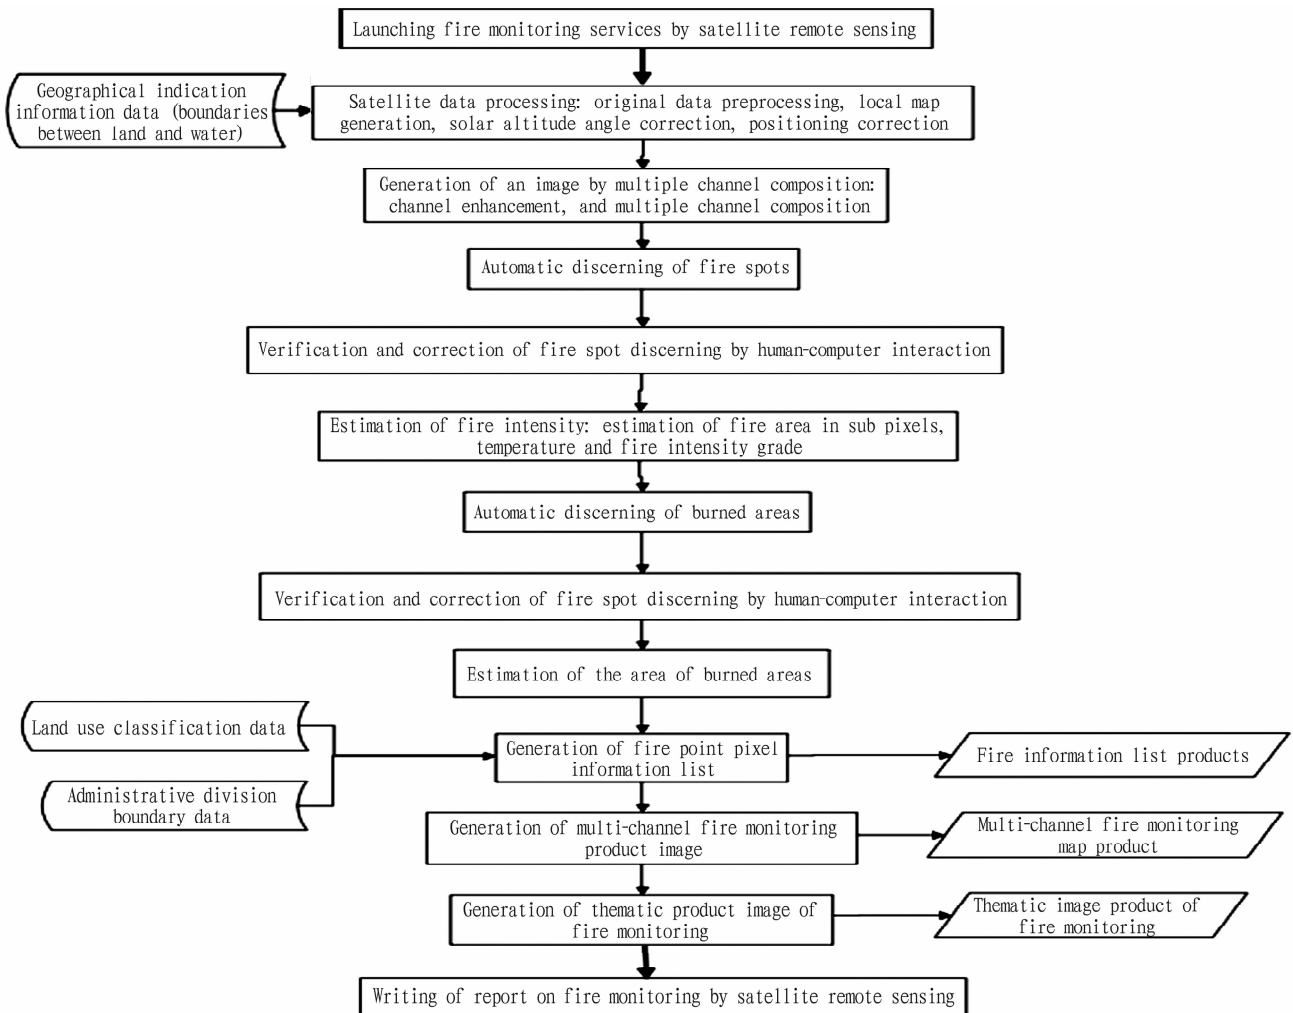 Launching fire monitoring services by satellite remote sensing
Geographical indication
information data (boundaries
between land and water)
Satellite data processing: original data preprocessing, local map
generation, solar altitude angle correction, positioning correction
Generation of an image by multiple channel composition:
channel enhancement, and multiple channel composition
Automatic discerning of fire spots
Verification and correction of fire spot discerning by human-computer interaction
Estimation of fire intensity: estimation of fire area in sub pixels,
temperature and fire intensity grade
Automatic discerning of burned areas
Verification and correction of fire spot discerning by human-computer interaction
Estimation of the area of burned areas
Land use classification data
Administrative division
boundary data
Generation of fire point pixel
information list
Fire information list products
Generation of multi-channel fire monitoring
product image
Multi-channel fire monitoring
map product
Generation of thematic product image of
fire monitoring
Thematic image product of
fire monitoring
Writing of report on fire monitoring by satellite remote sensing